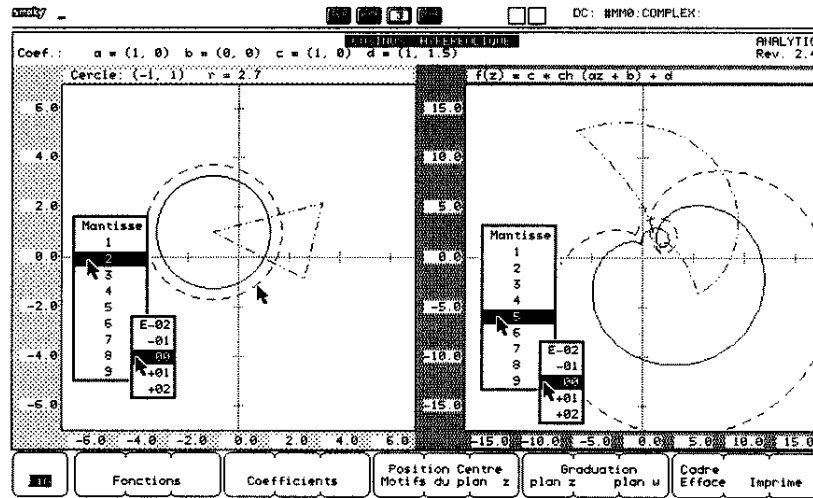 smaky _ 3 DC: #MM0:COMPLEX:
COSINUS HYPERBOLIQUE
Coef.: a = (1, 0) b = (0, 0) c = (1, 0) d = (1, 1.5)
Rev. 2.4
Cercle: (-1, 1) r = 2.7
f(z) = c * ch (az + b) + d
6.0
4.0
2.0
0.0
-2.0
-4.0
-6.0
-6.0 -4.0 -2.0 0.0 2.0 4.0 6.0
Mantisse
1
2
3
4
5
6
7
8
9
E-02
-01
00
+01
+02
15.0
10.0
5.0
0.0
-5.0
-10.0
-15.0
-15.0 -10.0 -5.0 0.0 5.0 10.0 15.0
Mantisse
1
2
3
4
5
6
7
8
9
E-02
-01
00
+01
+02
Fonctions
Coefficients
Position Centre
Motifs du plan z
Graduation
plan z plan w
Cadre
Efface Imprime